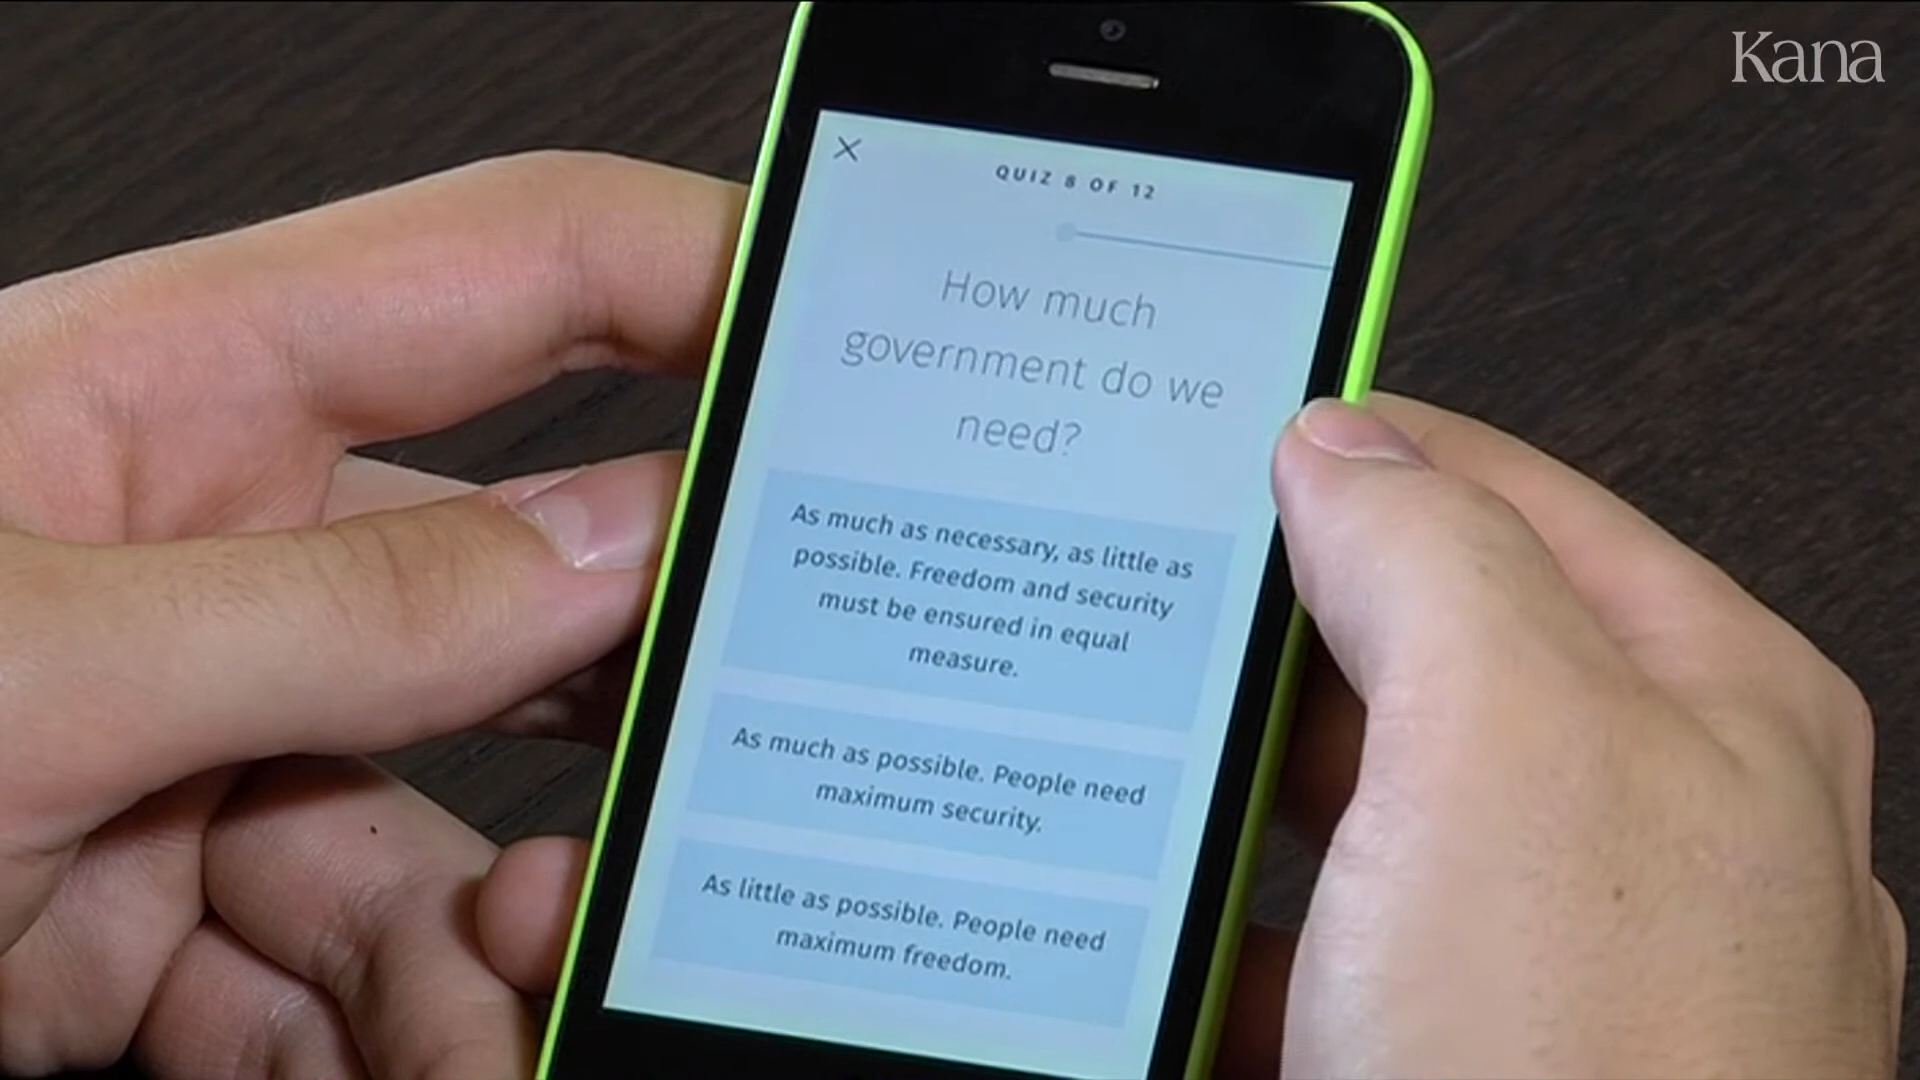 Kana
QUIZ 8 OF 12
How much
government do we
need?
As much as necessary, as little as
possible. Freedom and security
must be ensured in equal
measure.
As much as possible. People need
maximum security.
As little as possible. People need
maximum freedom.